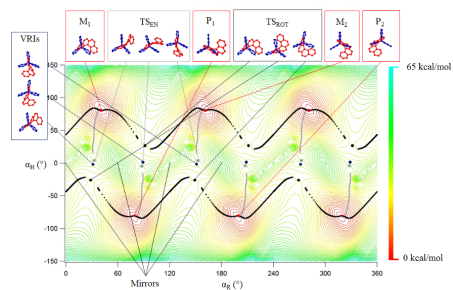 VRIs
M1
TSEN
P1
TSROT
M2
P2
65 kcal/mol
150
100
50
αH (°)
0
-50
-100
-150
0 kcal/mol
0 60 120 180 240 300 360
Mirrors
αR (°)